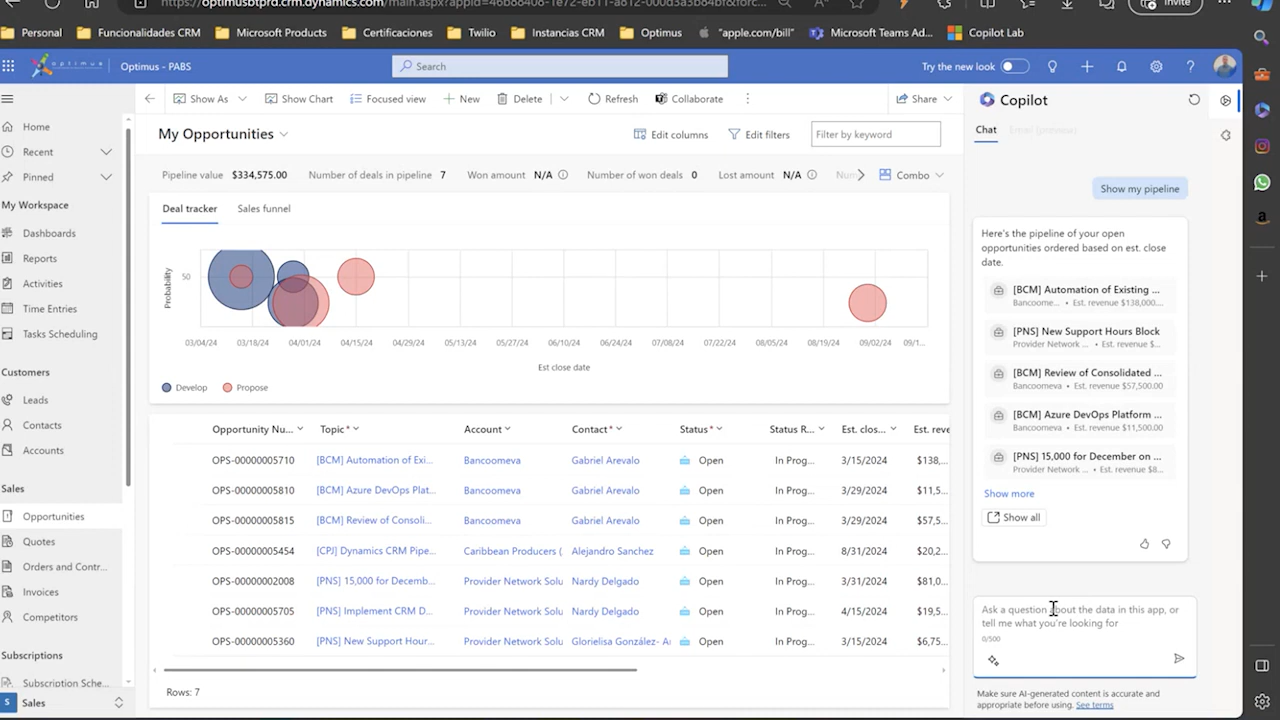 https://optimusbtprd.crm.dynamics.com/main.aspx?appid=
Invite
Personal Funcionalidades CRM Microsoft Products Certificaciones Twilio Instancias CRM Optimus "apple.com/bill" Microsoft Teams Ad... Copilot Lab
optimus Optimus - PABS Search Try the new look
Show As Show Chart Focused view New Delete Refresh Collaborate Share
Home
Recent
Pinned
My Workspace
Dashboards
Reports
Activities
Time Entries
Tasks Scheduling
Customers
Leads
Contacts
Accounts
Sales
Opportunities
Quotes
Orders and Contr...
Invoices
Competitors
Subscriptions
Subscription Sche...
S Sales
My Opportunities Edit columns Edit filters Filter by keyword
Pipeline value $334,575.00 Number of deals in pipeline 7 Won amount N/A Number of won deals 0 Lost amount N/A Num Combo
Deal tracker Sales funnel
Probability
50
03/04/24 03/18/24 04/01/24 04/15/24 04/29/24 05/13/24 05/27/24 06/10/24 06/24/24 07/08/24 07/22/24 08/05/24 08/19/24 09/02/24 09/1...
Est close date
Develop Propose
Opportunity Nu... Topic* Account Contact* Status* Status R... Est. clos... Est. reve
OPS-00000005710 [BCM] Automation of Exi... Bancoomeva Gabriel Arevalo Open In Prog... 3/15/2024 $138,...
OPS-00000005810 [BCM] Azure DevOps Plat... Bancoomeva Gabriel Arevalo Open In Prog... 3/29/2024 $11,5...
OPS-00000005815 [BCM] Review of Consoli... Bancoomeva Gabriel Arevalo Open In Prog... 3/29/2024 $57,5...
OPS-00000005454 [CPJ] Dynamics CRM Pipe... Caribbean Producers ( Alejandro Sanchez Open In Prog... 8/31/2024 $20,2...
OPS-00000002008 [PNS] 15,000 for Decemb... Provider Network Solu Nardy Delgado Open In Prog... 3/31/2024 $81,0...
OPS-00000005705 [PNS] Implement CRM D... Provider Network Solu Nardy Delgado Open In Prog... 4/15/2024 $19,5...
OPS-00000005360 [PNS] New Support Hour... Provider Network Solu Glorielisa González- Ar Open In Prog... 3/15/2024 $6,75...
Rows: 7
Copilot
Chat Email (preview)
Show my pipeline
Here's the pipeline of your open
opportunities ordered based on est. close
date.
[BCM] Automation of Existing ...
Bancoome... • Est. revenue $138,000....
[PNS] New Support Hours Block
Provider Network ... • Est. revenue $...
[BCM] Review of Consolidated ...
Bancoomeva • Est. revenue $57,500.00
[BCM] Azure DevOps Platform ...
Bancoomeva • Est. revenue $11,500.00
[PNS] 15,000 for December on ...
Provider Network ... • Est. revenue $8...
Show more
Show all
Ask a question about the data in this app, or
tell me what you're looking for
0/500
Make sure AI-generated content is accurate and
appropriate before using. See terms